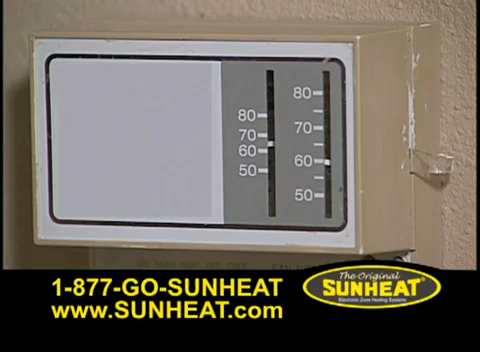 80
70
60
50
80
70
60
50
1-877-GO-SUNHEAT
www.SUNHEAT.com
The Original
SUNHEAT
Electronic Zone Heating Systems